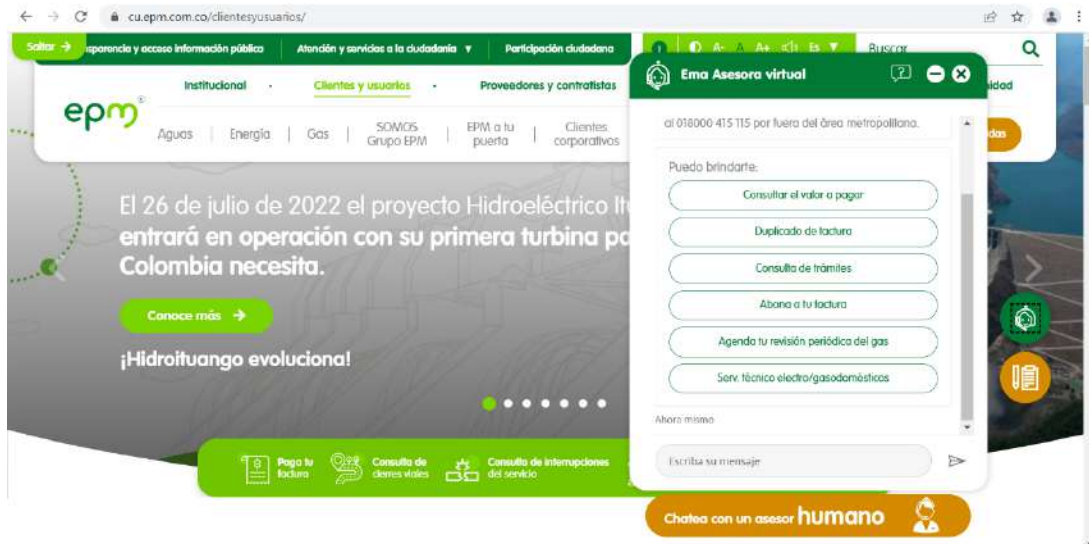 cu.epm.com.co/clientesyusuarios/
Saltar
nsparencia y acceso información pública
Atención y servicios a la ciudadanía
Participación ciudadana
A- A A+ Es
Buscar
epm®
Institucional
Clientes y usuarios
Proveedores y contratistas
nidad
Aguas | Energía | Gas | SOMOS Grupo EPM | EPM a tu puerta | Clientes corporativos
das
El 26 de julio de 2022 el proyecto Hidroeléctrico Itu
entrará en operación con su primera turbina pa
Colombia necesita.
Conoce más
¡Hidroituango evoluciona!
Paga tu factura
Consulta de cierres viales
Consulta de interrupciones del servicio
Ema Asesora virtual
al 018000 415 115 por fuera del área metropolitana.
Puedo brindarte:
Consultar el valor a pagar
Duplicado de factura
Consulta de trámites
Abona a tu factura
Agenda tu revisión periódica del gas
Serv. técnico electro/gasodomésticos
Ahora mismo
Escriba su mensaje
Chatea con un asesor humano